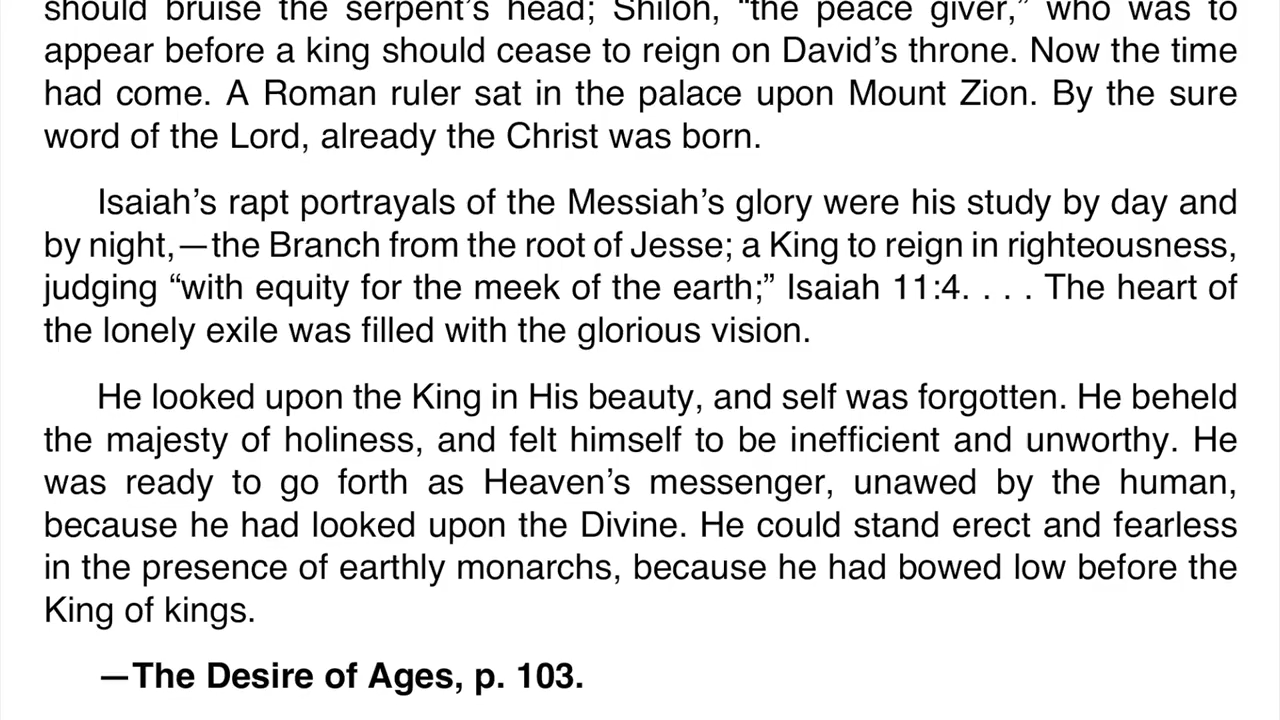 should bruise the serpent’s head; Shiloh, “the peace giver,” who was to
appear before a king should cease to reign on David’s throne. Now the time
had come. A Roman ruler sat in the palace upon Mount Zion. By the sure
word of the Lord, already the Christ was born.
Isaiah’s rapt portrayals of the Messiah’s glory were his study by day and
by night,—the Branch from the root of Jesse; a King to reign in righteousness,
judging “with equity for the meek of the earth;” Isaiah 11:4. . . . The heart of
the lonely exile was filled with the glorious vision.
He looked upon the King in His beauty, and self was forgotten. He beheld
the majesty of holiness, and felt himself to be inefficient and unworthy. He
was ready to go forth as Heaven’s messenger, unawed by the human,
because he had looked upon the Divine. He could stand erect and fearless
in the presence of earthly monarchs, because he had bowed low before the
King of kings.
—The Desire of Ages, p. 103.